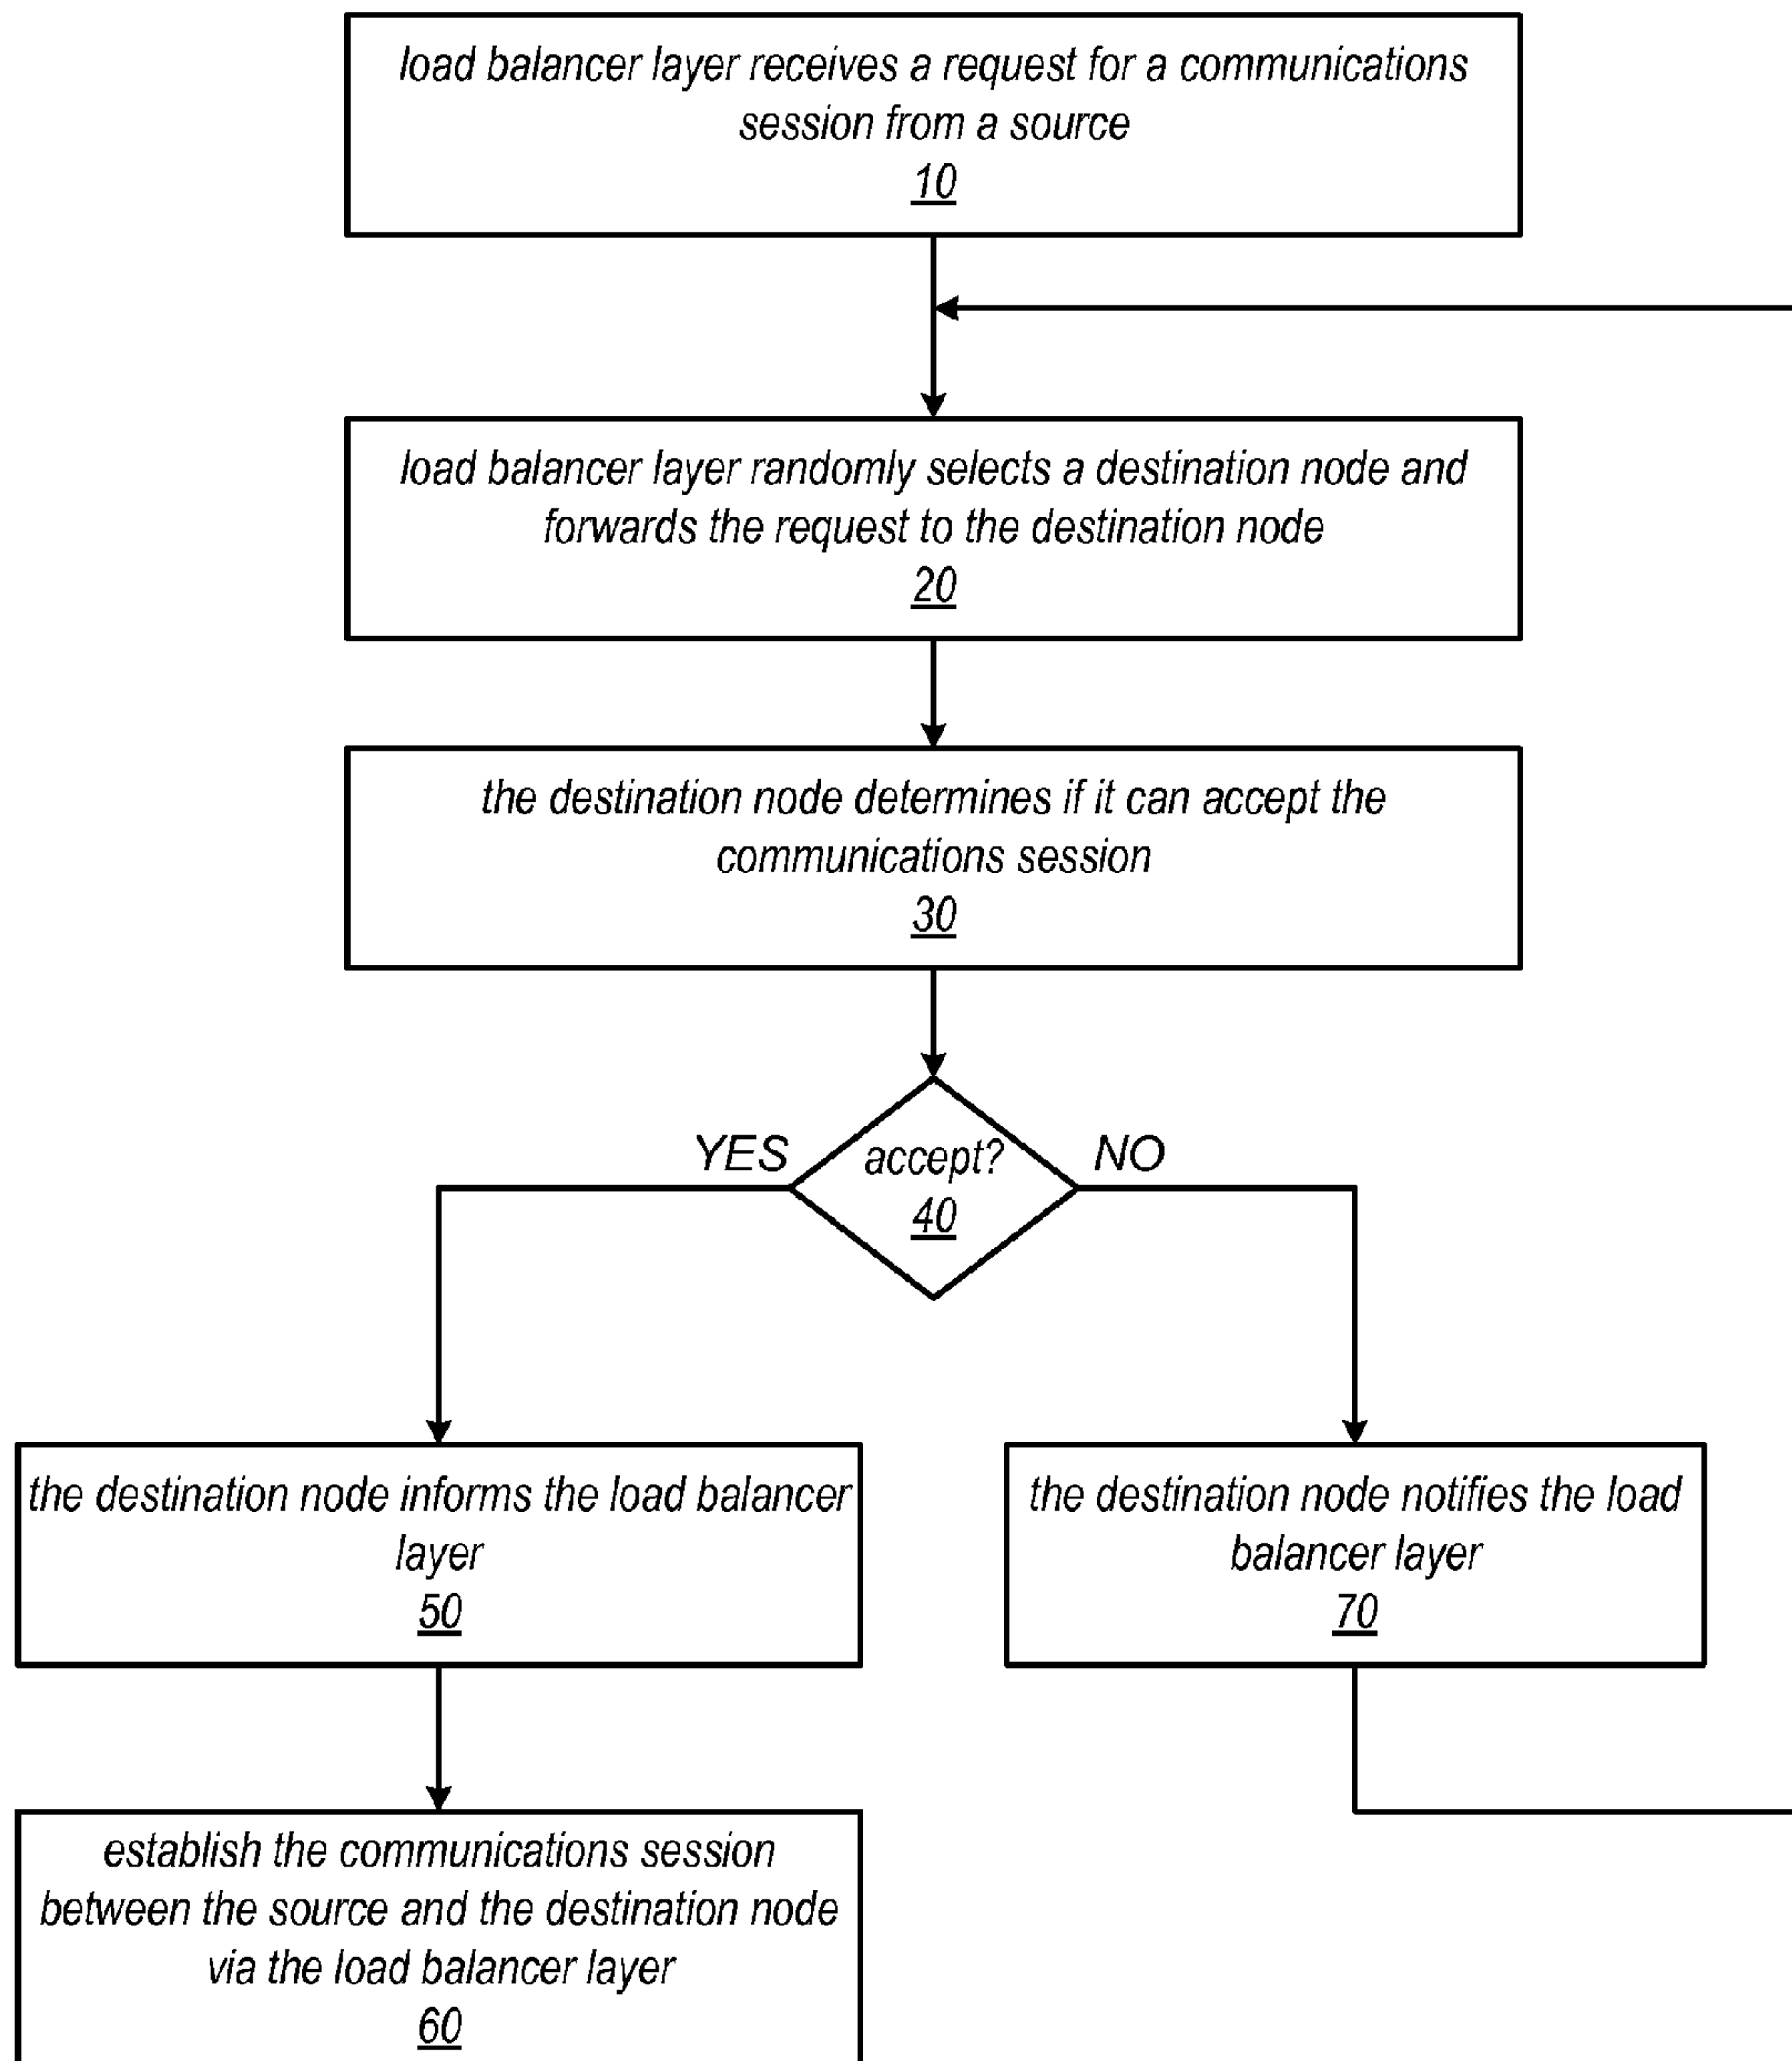 load balancer layer receives a request for a communications
session from a source
10
load balancer layer randomly selects a destination node and
forwards the request to the destination node
20
the destination node determines if it can accept the
communications session
30
YES
accept?
40
NO
the destination node informs the load balancer
layer
50
the destination node notifies the load
balancer layer
70
establish the communications session
between the source and the destination node
via the load balancer layer
60